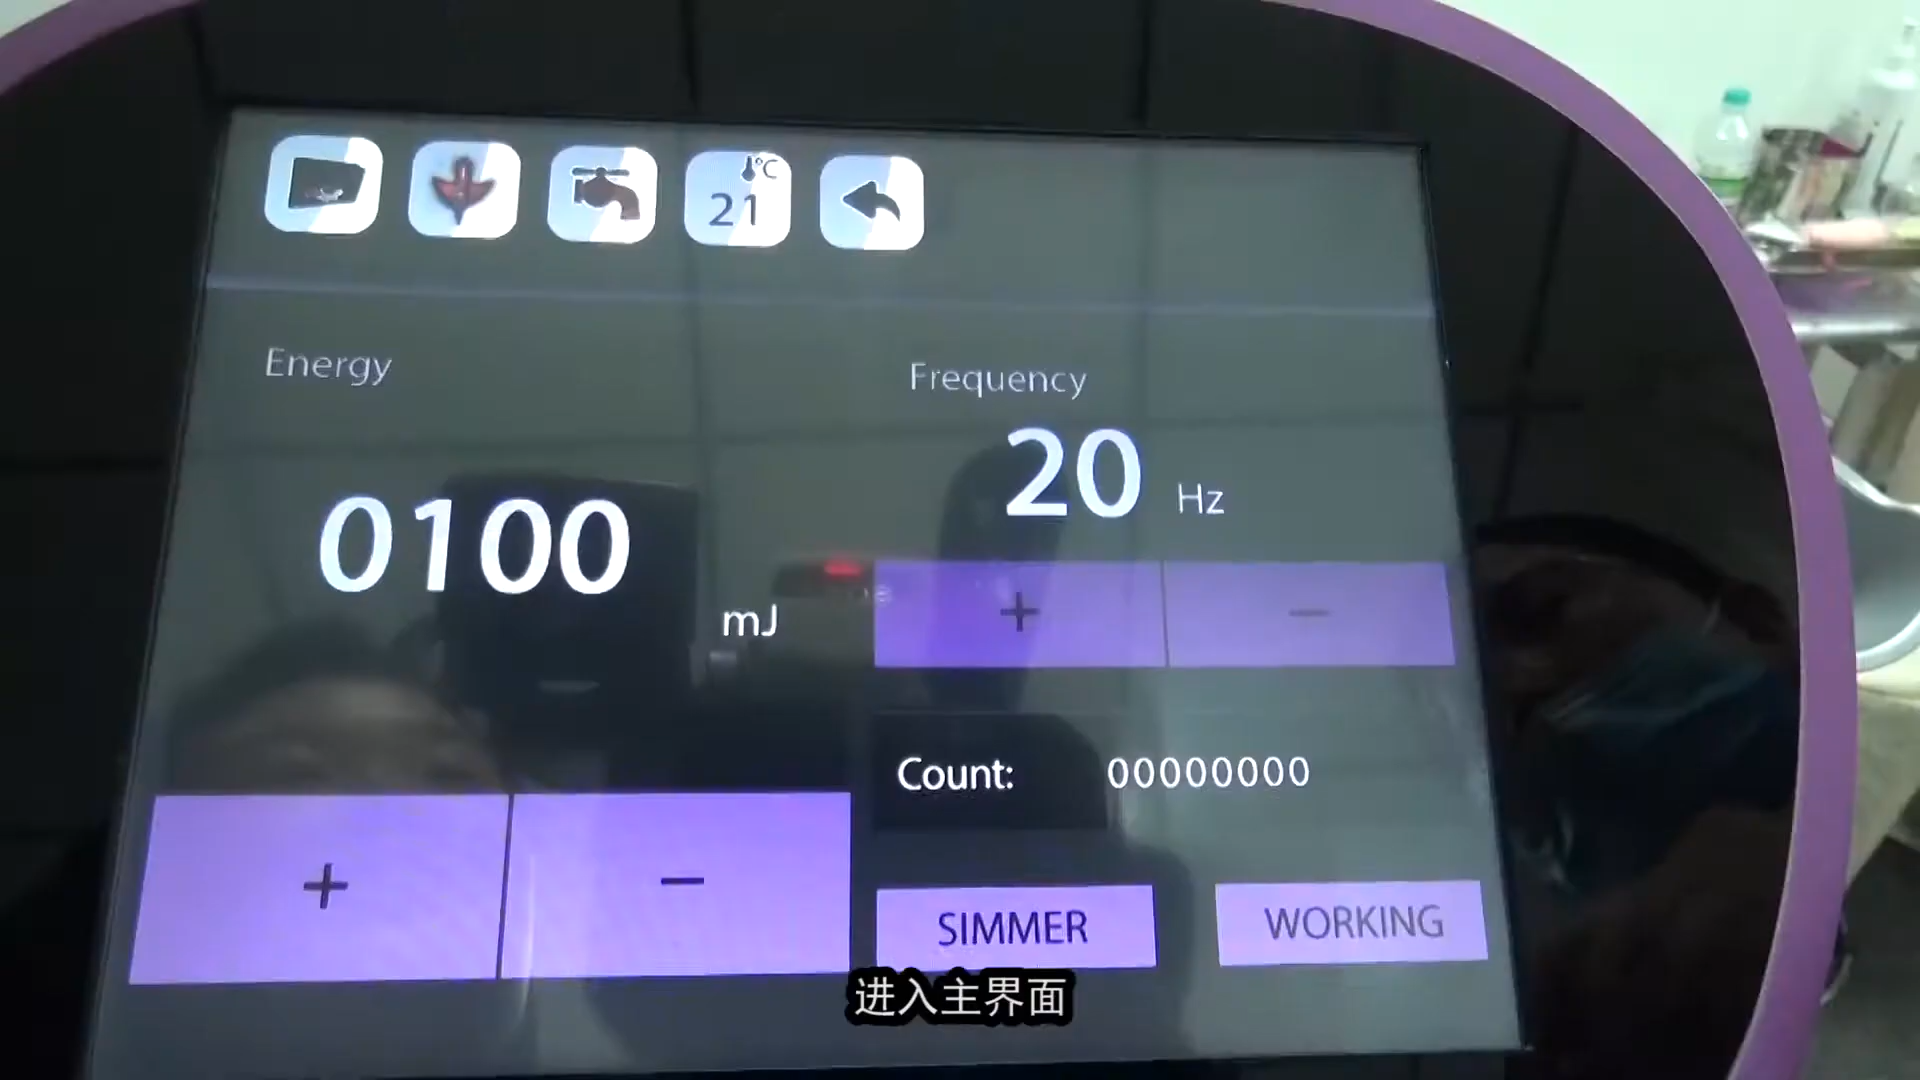 °C
21
Energy
0100
mJ
Frequency
20 Hz
+
−
Count: 00000000
+
−
SIMMER
WORKING
进入主界面